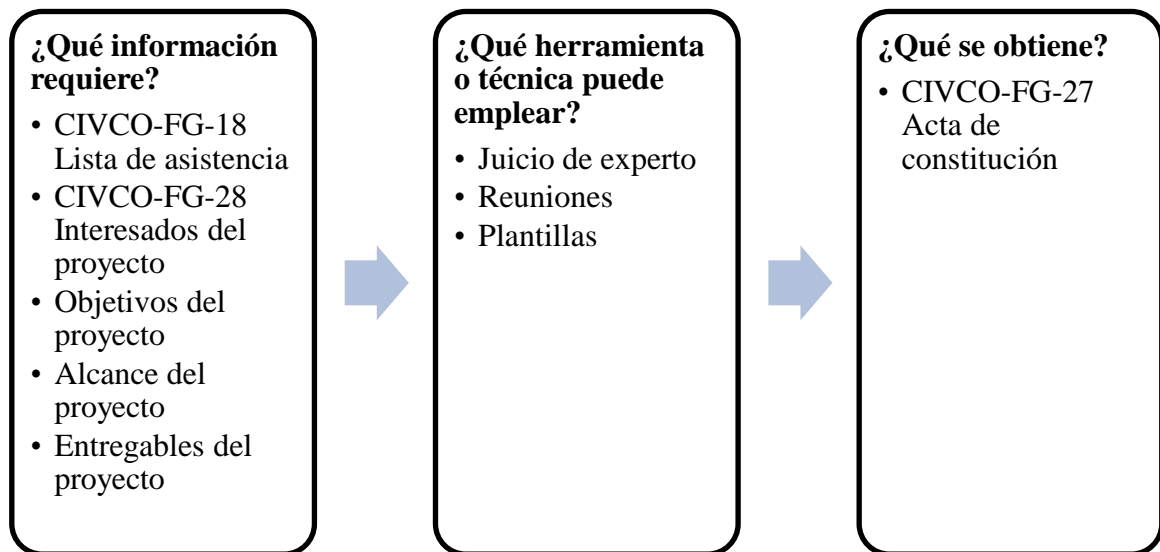 ¿Qué información
requiere?
• CIVCO-FG-18
Lista de asistencia
• CIVCO-FG-28
Interesados del
proyecto
• Objetivos del
proyecto
• Alcance del
proyecto
• Entregables del
proyecto
¿Qué herramienta
o técnica puede
emplear?
• Juicio de experto
• Reuniones
• Plantillas
¿Qué se obtiene?
• CIVCO-FG-27
Acta de
constitución